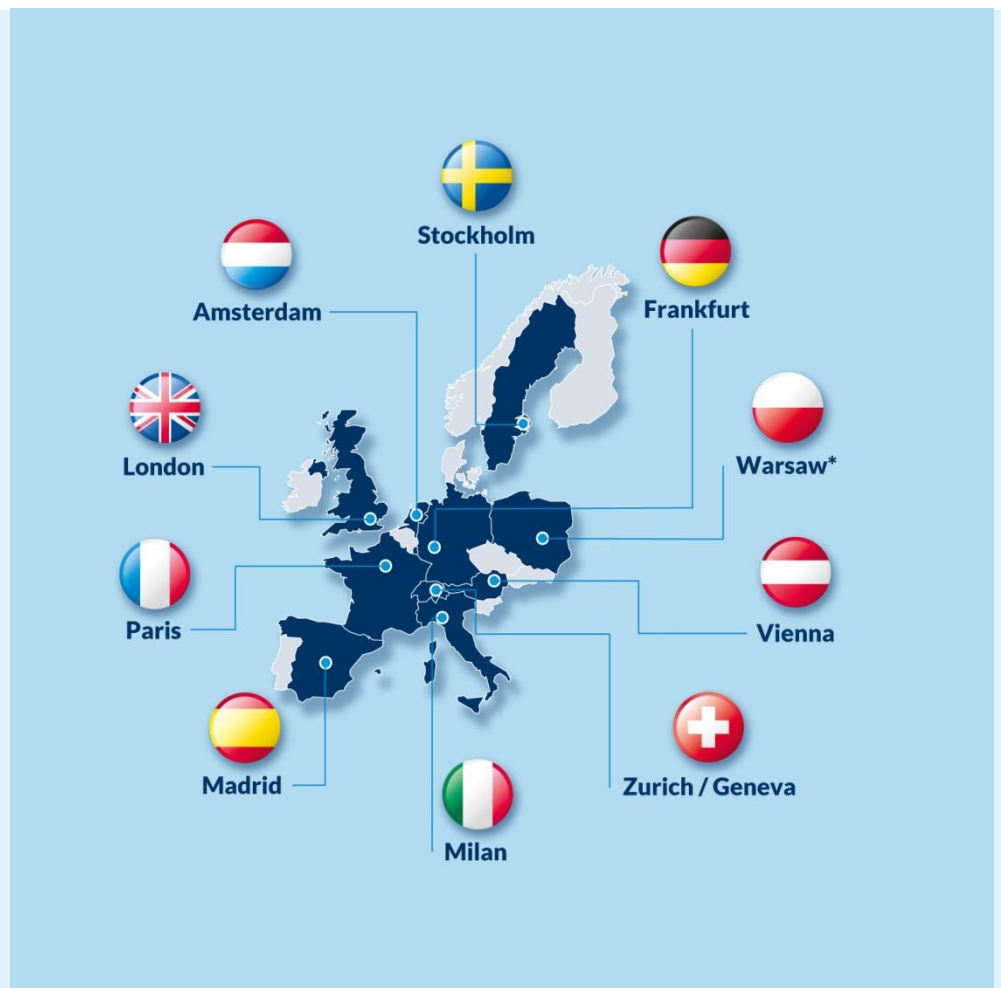 Stockholm
Amsterdam
Frankfurt
London
Warsaw*
Paris
Vienna
Madrid
Zurich / Geneva
Milan